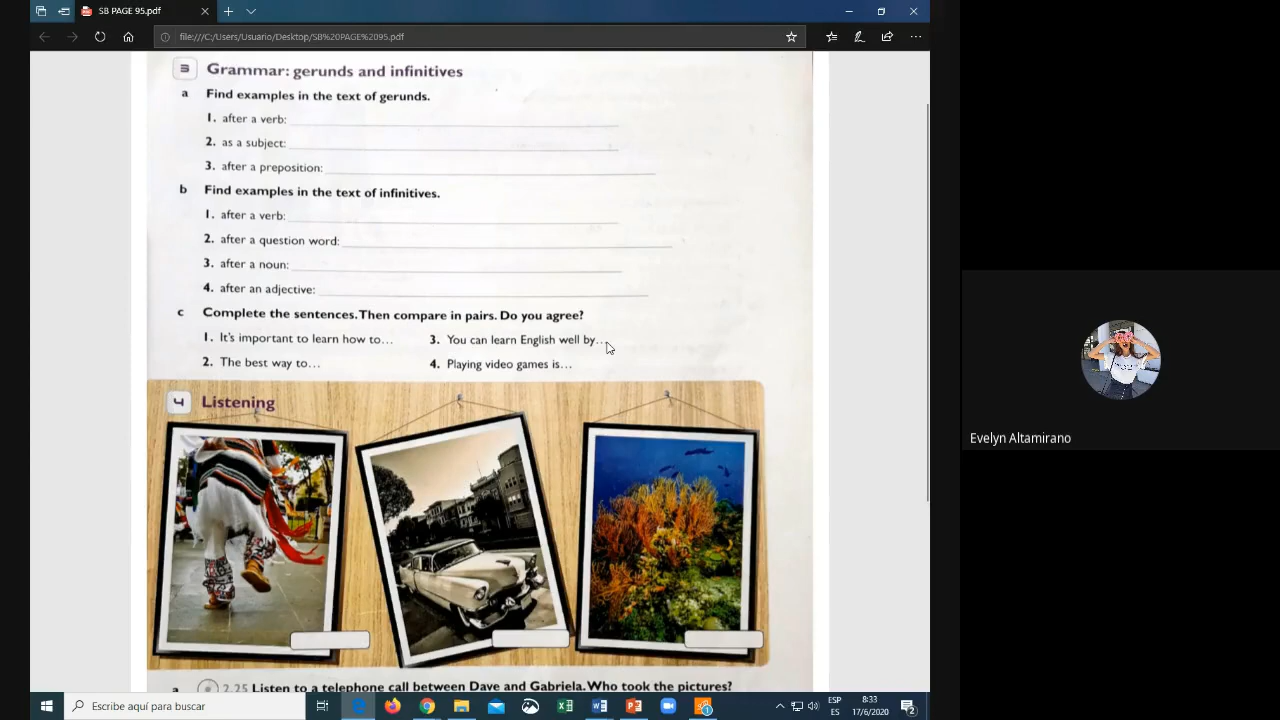 SB PAGE 95.pdf
file:///C:/Users/Usuario/Desktop/SB%20PAGE%2095.pdf
3 Grammar: gerunds and infinitives
a Find examples in the text of gerunds.
1. after a verb:
2. as a subject:
3. after a preposition:
b Find examples in the text of infinitives.
1. after a verb:
2. after a question word:
3. after a noun:
4. after an adjective:
c Complete the sentences. Then compare in pairs. Do you agree?
1. It's important to learn how to... 3. You can learn English well by...
2. The best way to... 4. Playing video games is...
4 Listening
a 2.25 Listen to a telephone call between Dave and Gabriela. Who took the pictures?
Evelyn Altamirano
Escribe aquí para buscar
ESP 8:33
ES 17/6/2020 2